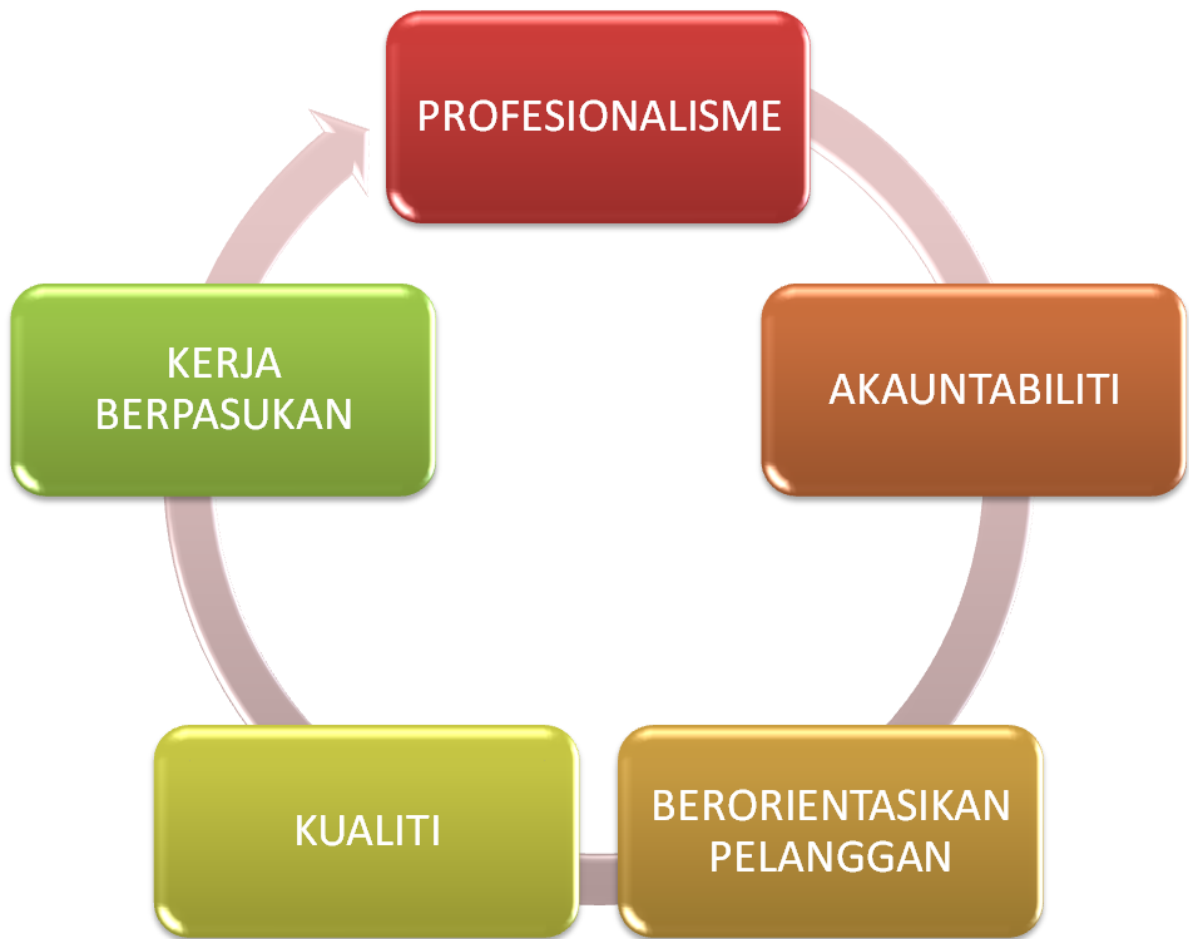 PROFESIONALISME
AKAUNTABILITI
BERORIENTASIKAN
PELANGGAN
KUALITI
KERJA
BERPASUKAN